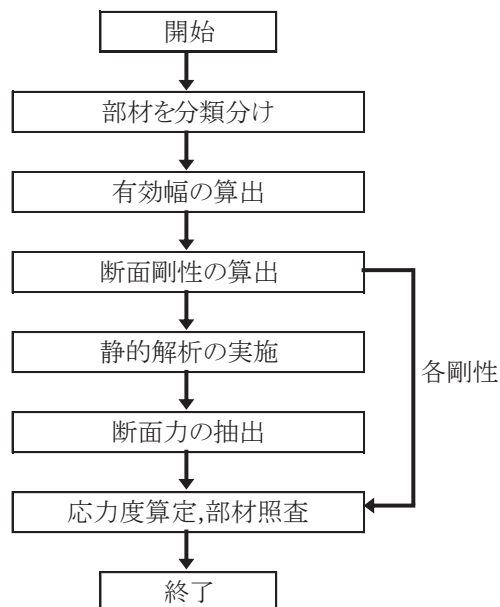 開始
部材を分類分け
有効幅の算出
断面剛性の算出
静的解析の実施
各剛性
断面力の抽出
応力度算定,部材照査
終了